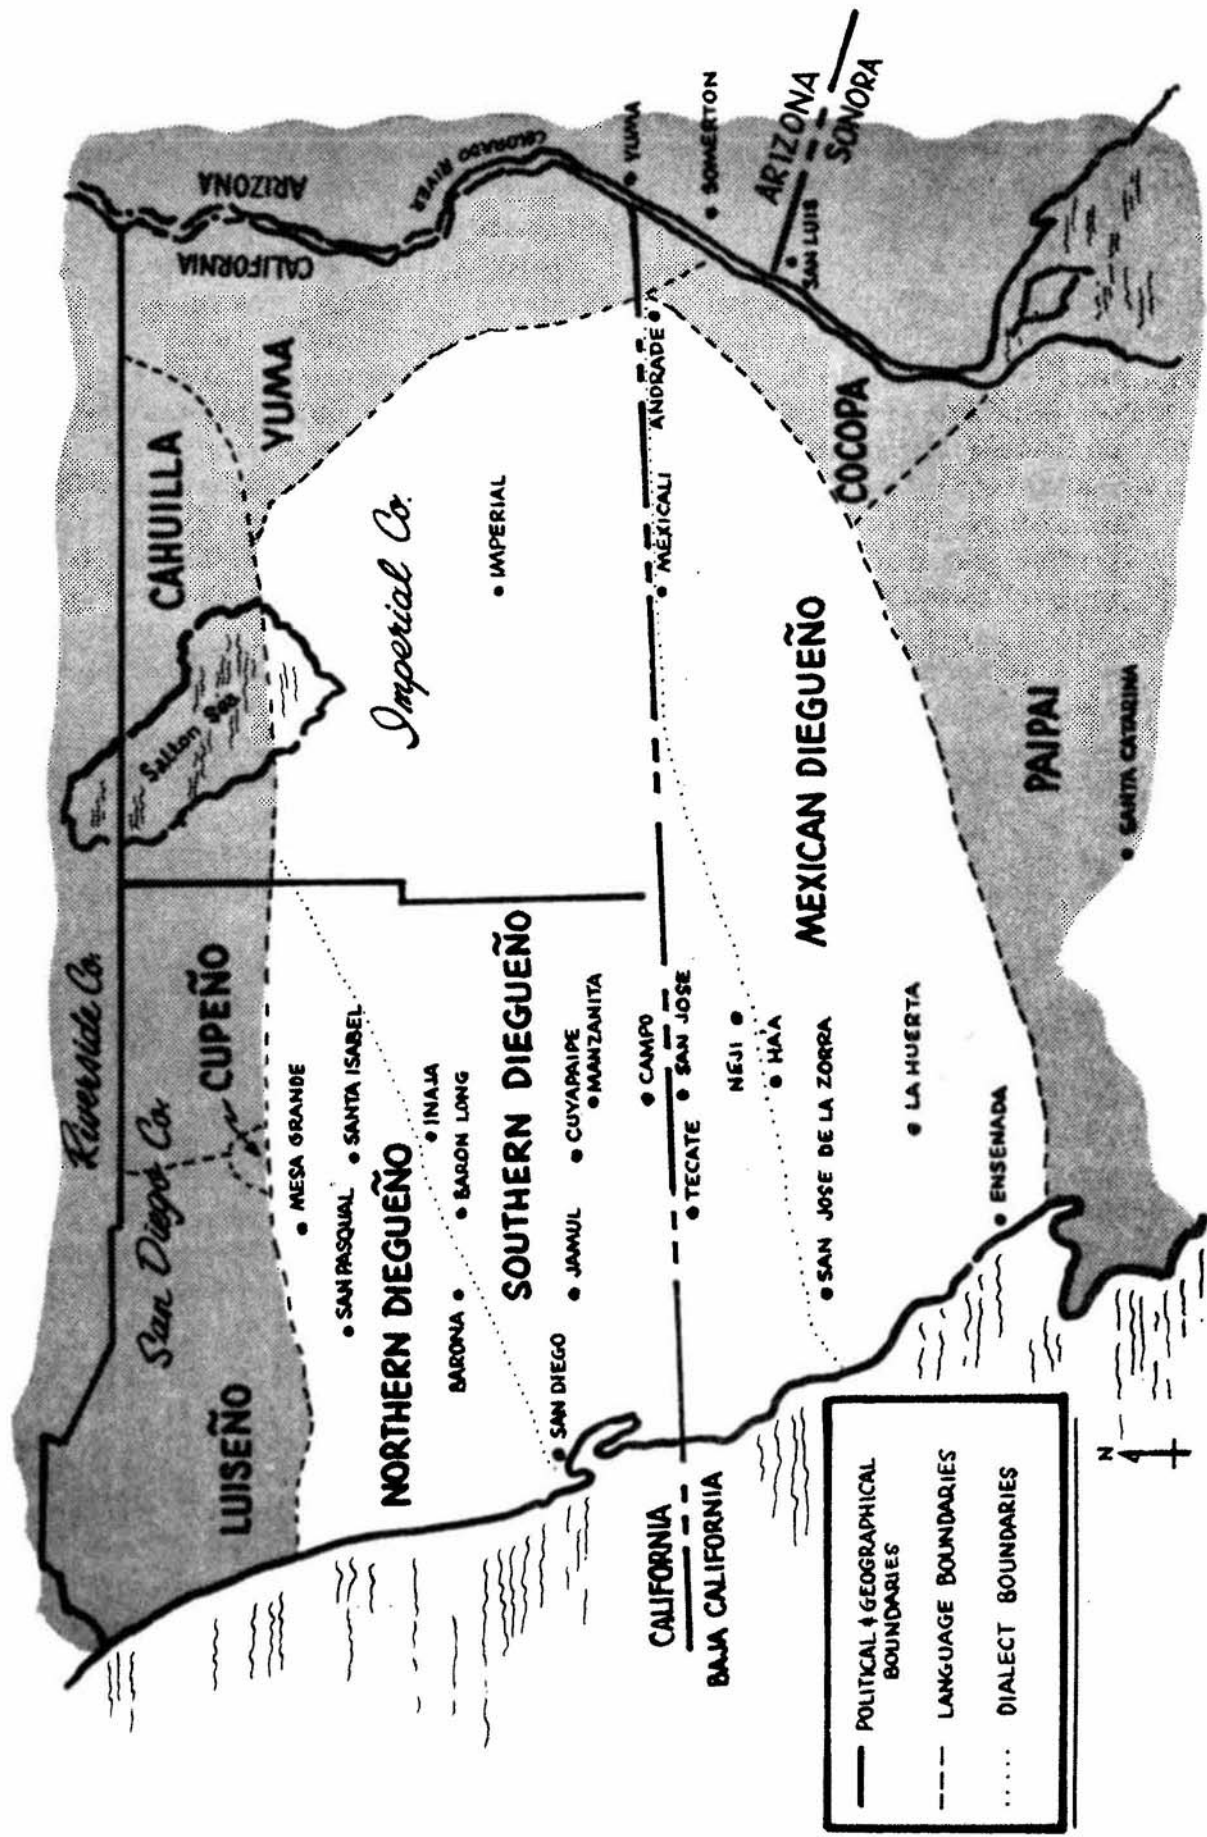 Riverside Co.
San Diego Co.
LUISEÑO
CUPEÑO
CAHUILLA
Salton Sea
YUMA
CALIFORNIA
ARIZONA
COLORADO RIVER
MESA GRANDE
SAN PASQUAL
SANTA ISABEL
NORTHERN DIEGUEÑO
INAJA
BARONA
BARON LONG
Imperial Co.
IMPERIAL
SOUTHERN DIEGUEÑO
SAN DIEGO
JAMUL
CUYAPAIPE
MANZANITA
CAMPO
CALIFORNIA
BAJA CALIFORNIA
TECATE
SAN JOSE
MEXICALI
ANDRADE
YUMA
SOMERTON
ARIZONA
SONORA
SAN LUIS
NEJI
HA'A
SAN JOSE DE LA ZORRA
MEXICAN DIEGUEÑO
COCOPA
LA HUERTA
ENSENADA
PAIPAI
SANTA CATARINA
POLITICAL & GEOGRAPHICAL
BOUNDARIES
LANGUAGE BOUNDARIES
DIALECT BOUNDARIES
N